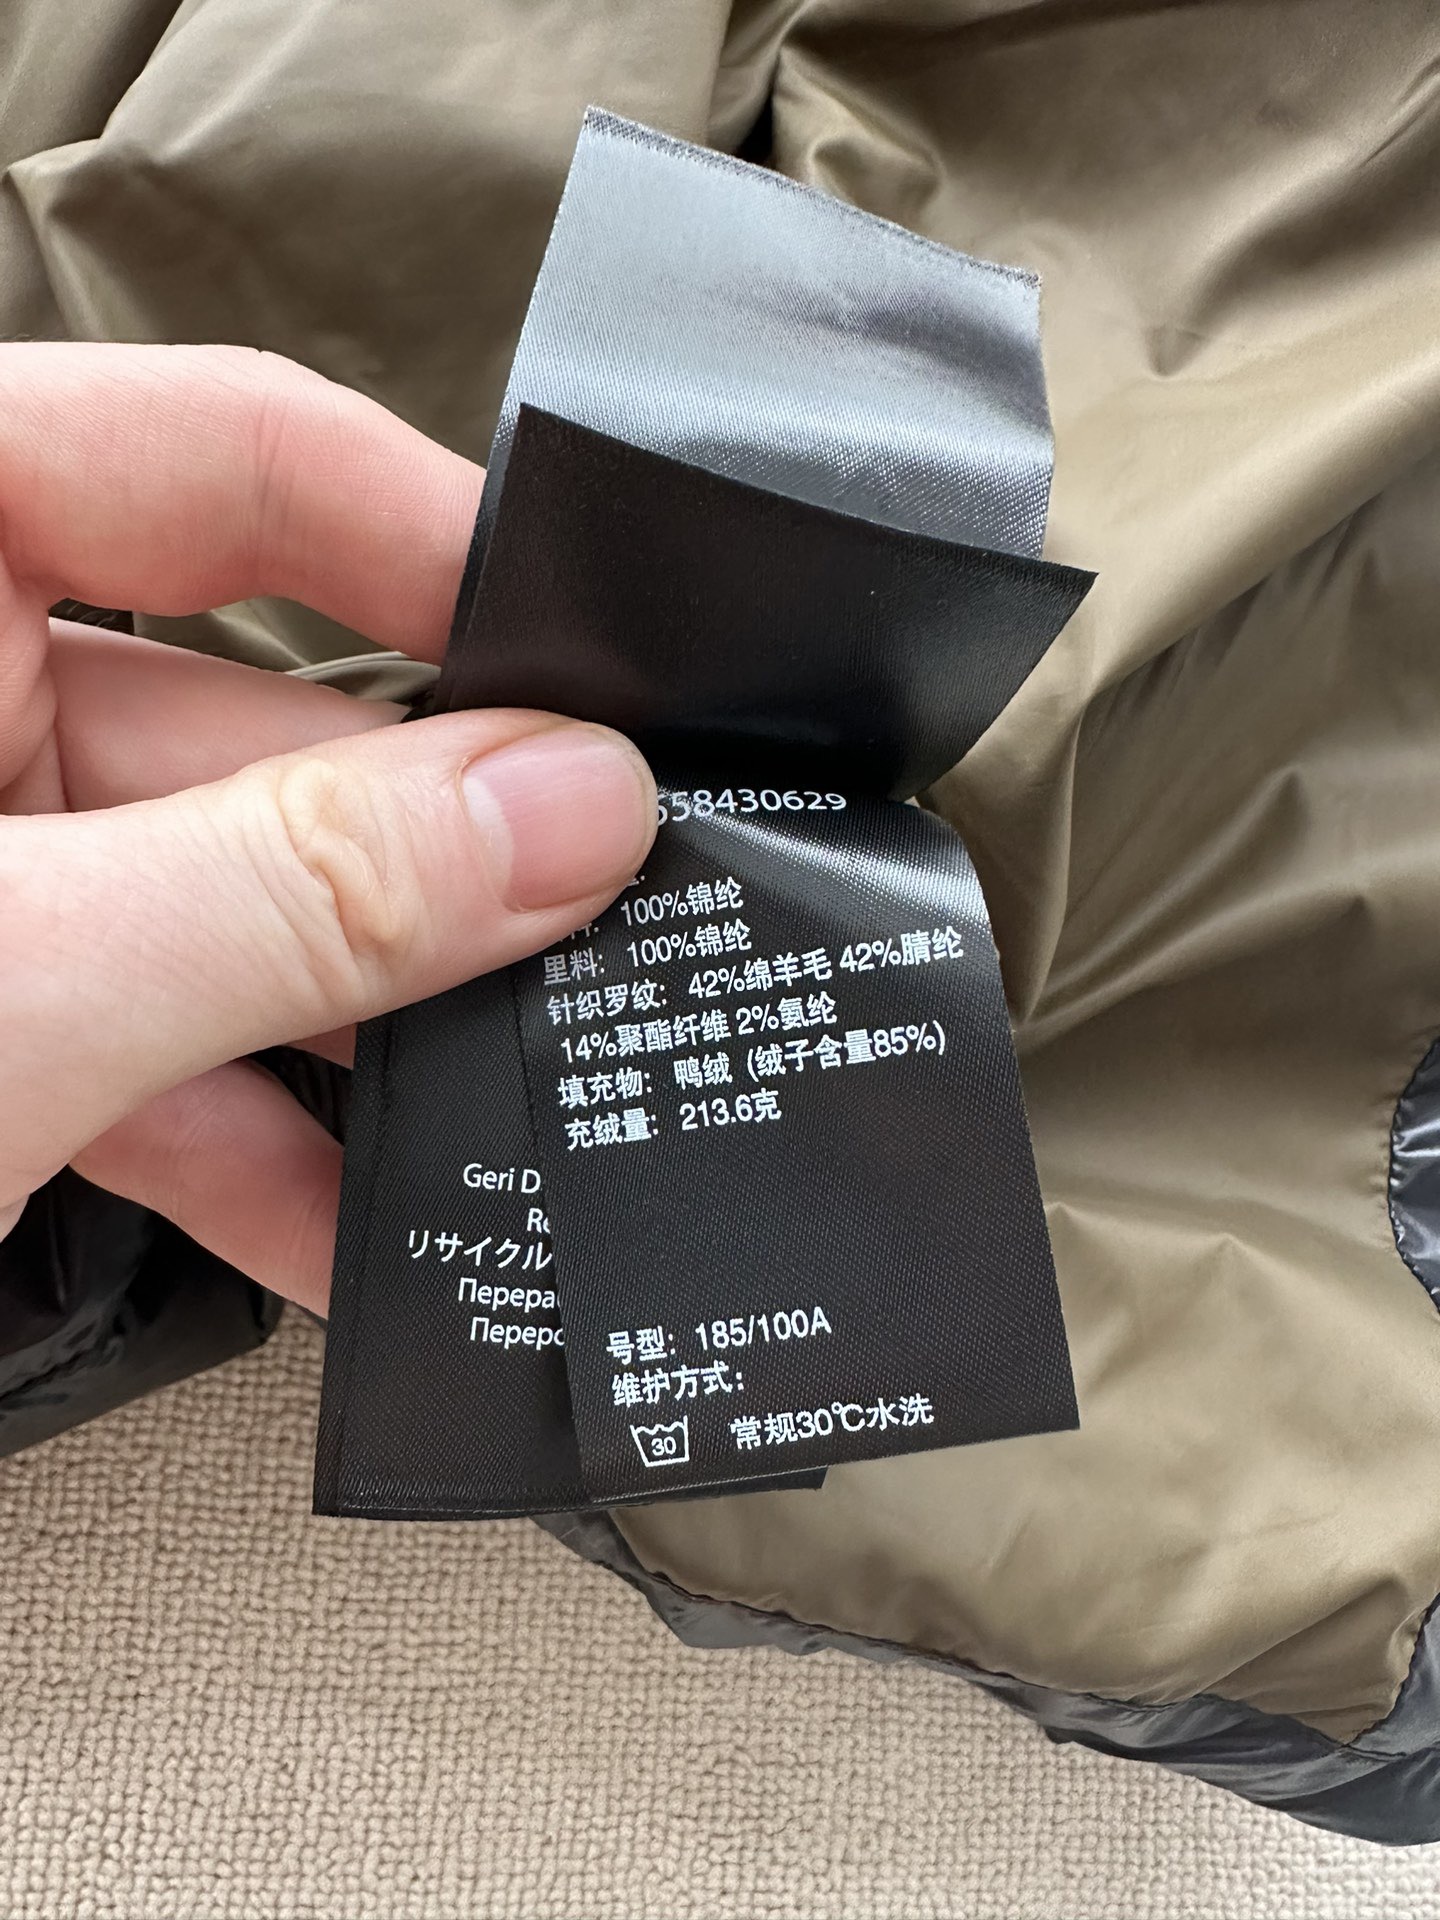 58430629
100%锦纶
里料: 100%锦纶
针织罗纹: 42%绵羊毛 42%腈纶
14%聚酯纤维 2%氨纶
填充物: 鸭绒 (绒子含量85%)
充绒量: 213.6克
号型: 185/100A
维护方式:
30 常规30℃水洗
Geri D
Re
リサイクル
Перера
Переро